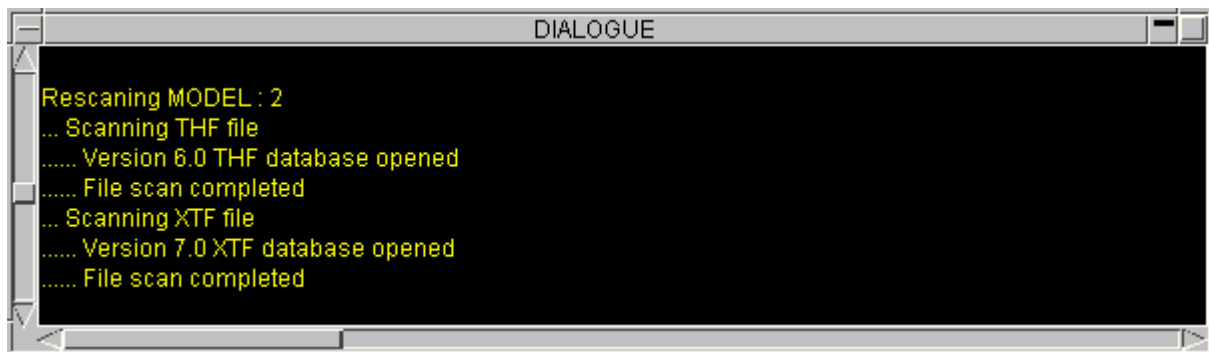 DIALOGUE
Rescaning MODEL : 2
... Scanning THF file
...... Version 6.0 THF database opened
...... File scan completed
... Scanning XTF file
...... Version 7.0 XTF database opened
...... File scan completed